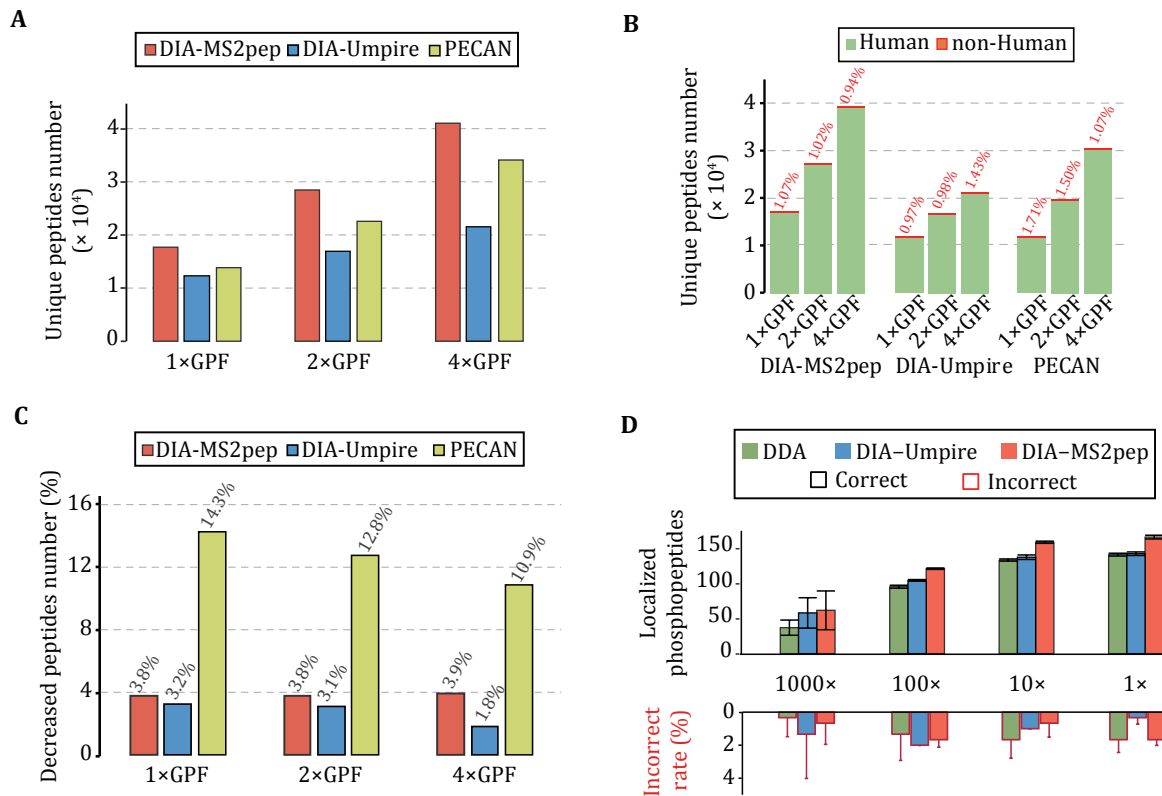 A
DIA-MS2pep DIA-Umpire PECAN
Unique peptides number
(× 10⁴)
4
3
2
1
0
1×GPF 2×GPF 4×GPF
B
Human non-Human
Unique peptides number
(× 10⁴)
4
3
2
1
0
1.07% 1.02% 0.94% 0.97% 0.98% 1.43% 1.71% 1.50% 1.07%
1×GPF 2×GPF 4×GPF 1×GPF 2×GPF 4×GPF 1×GPF 2×GPF 4×GPF
DIA-MS2pep DIA-Umpire PECAN
C
DIA-MS2pep DIA-Umpire PECAN
Decreased peptides number (%)
16
12
8
4
0
3.8% 3.2% 14.3% 3.8% 3.1% 12.8% 3.9% 1.8% 10.9%
1×GPF 2×GPF 4×GPF
D
DDA DIA−Umpire DIA−MS2pep
Correct Incorrect
Localized
phosphopeptides
150
100
50
0
1000× 100× 10× 1×
Incorrect
rate (%)
0
2
4